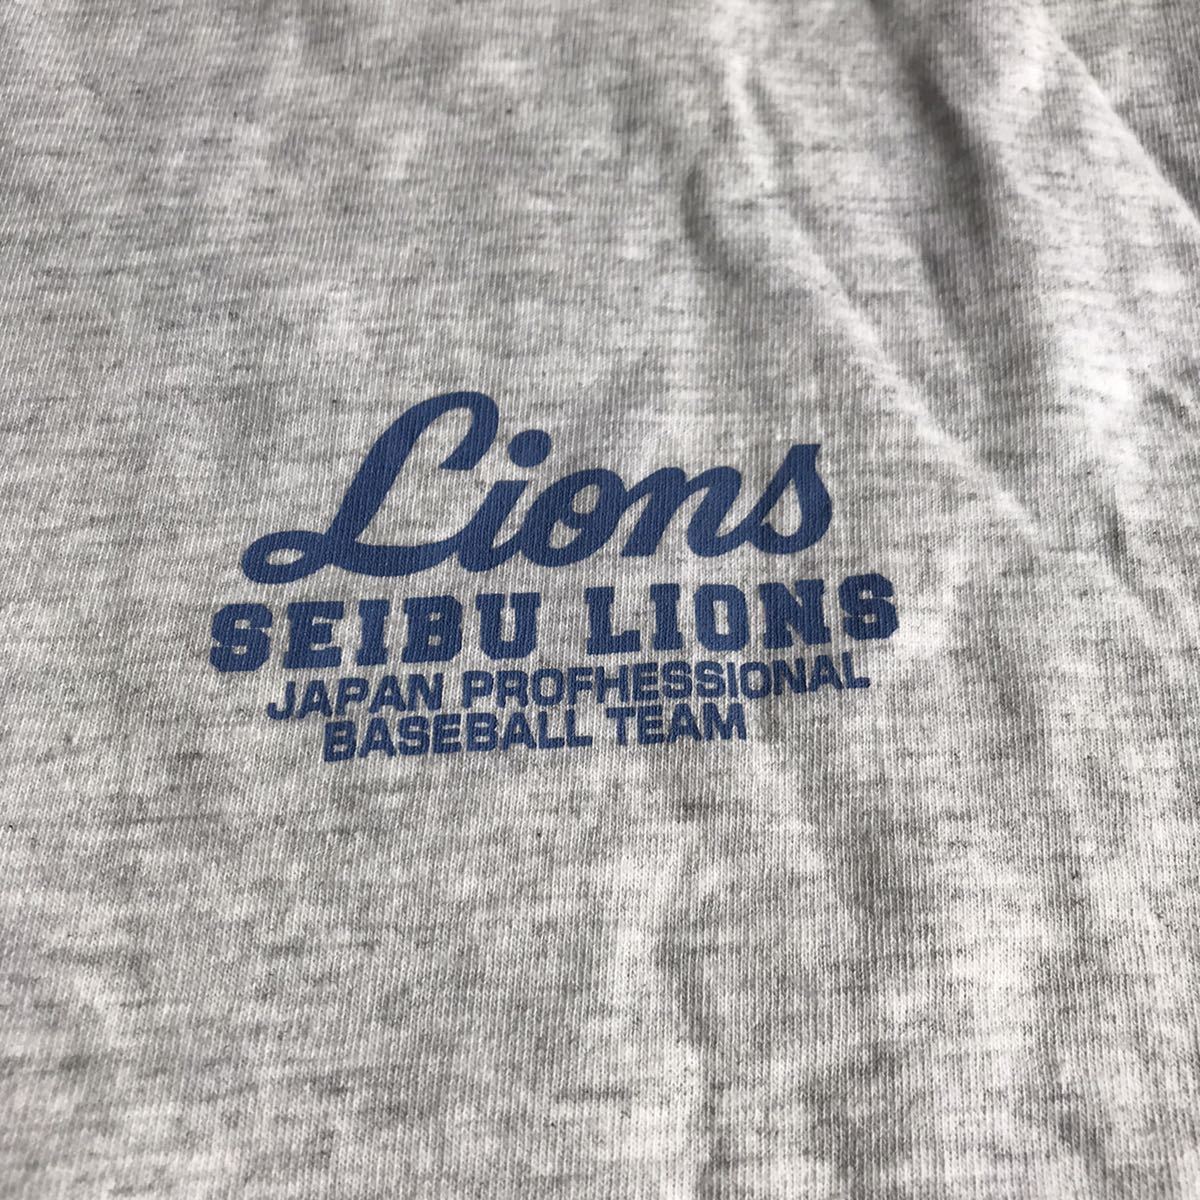 Lions
SEIBU LIONS
JAPAN PROFHESSIONAL
BASEBALL TEAM